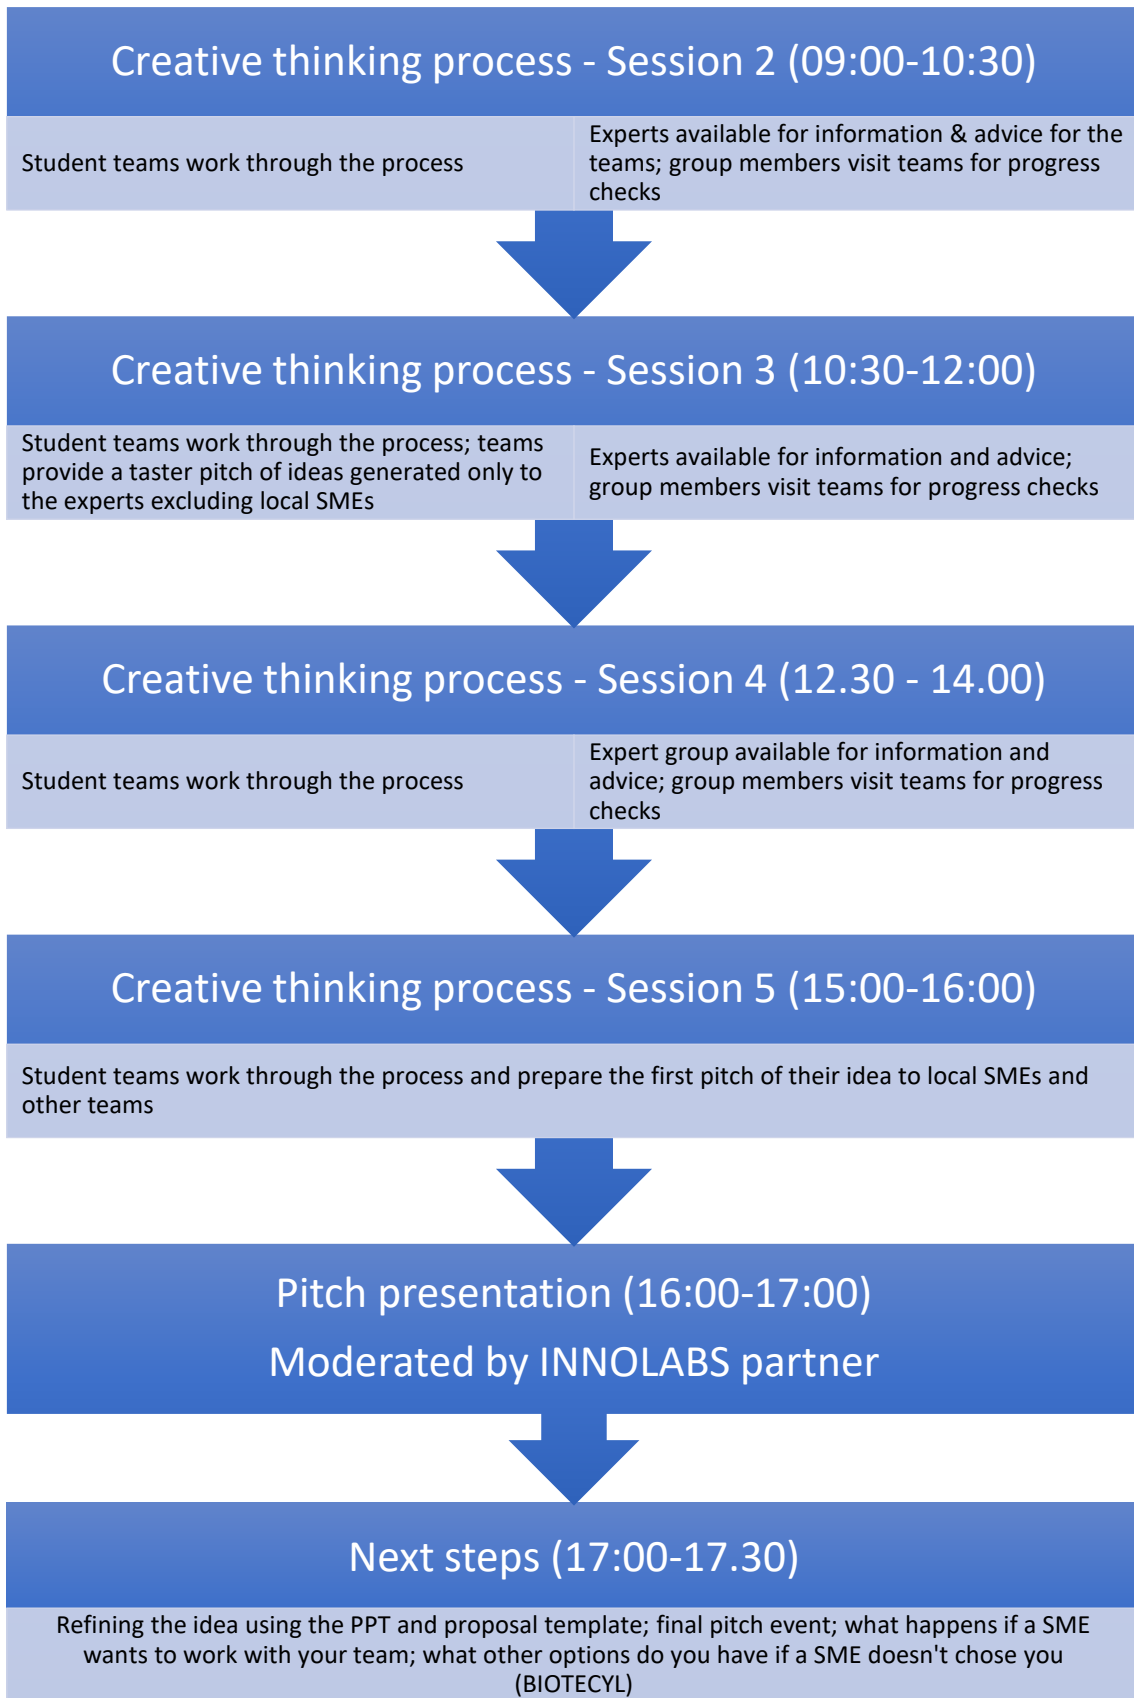 Creative thinking process - Session 2 (09:00-10:30)
Student teams work through the process
Experts available for information & advice for the
teams; group members visit teams for progress
checks
Creative thinking process - Session 3 (10:30-12:00)
Student teams work through the process; teams
provide a taster pitch of ideas generated only to
the experts excluding local SMEs
Experts available for information and advice;
group members visit teams for progress checks
Creative thinking process - Session 4 (12.30 - 14.00)
Student teams work through the process
Expert group available for information and
advice; group members visit teams for progress
checks
Creative thinking process - Session 5 (15:00-16:00)
Student teams work through the process and prepare the first pitch of their idea to local SMEs and
other teams
Pitch presentation (16:00-17:00)
Moderated by INNOLABS partner
Next steps (17:00-17.30)
Refining the idea using the PPT and proposal template; final pitch event; what happens if a SME
wants to work with your team; what other options do you have if a SME doesn't chose you
(BIOTECYL)